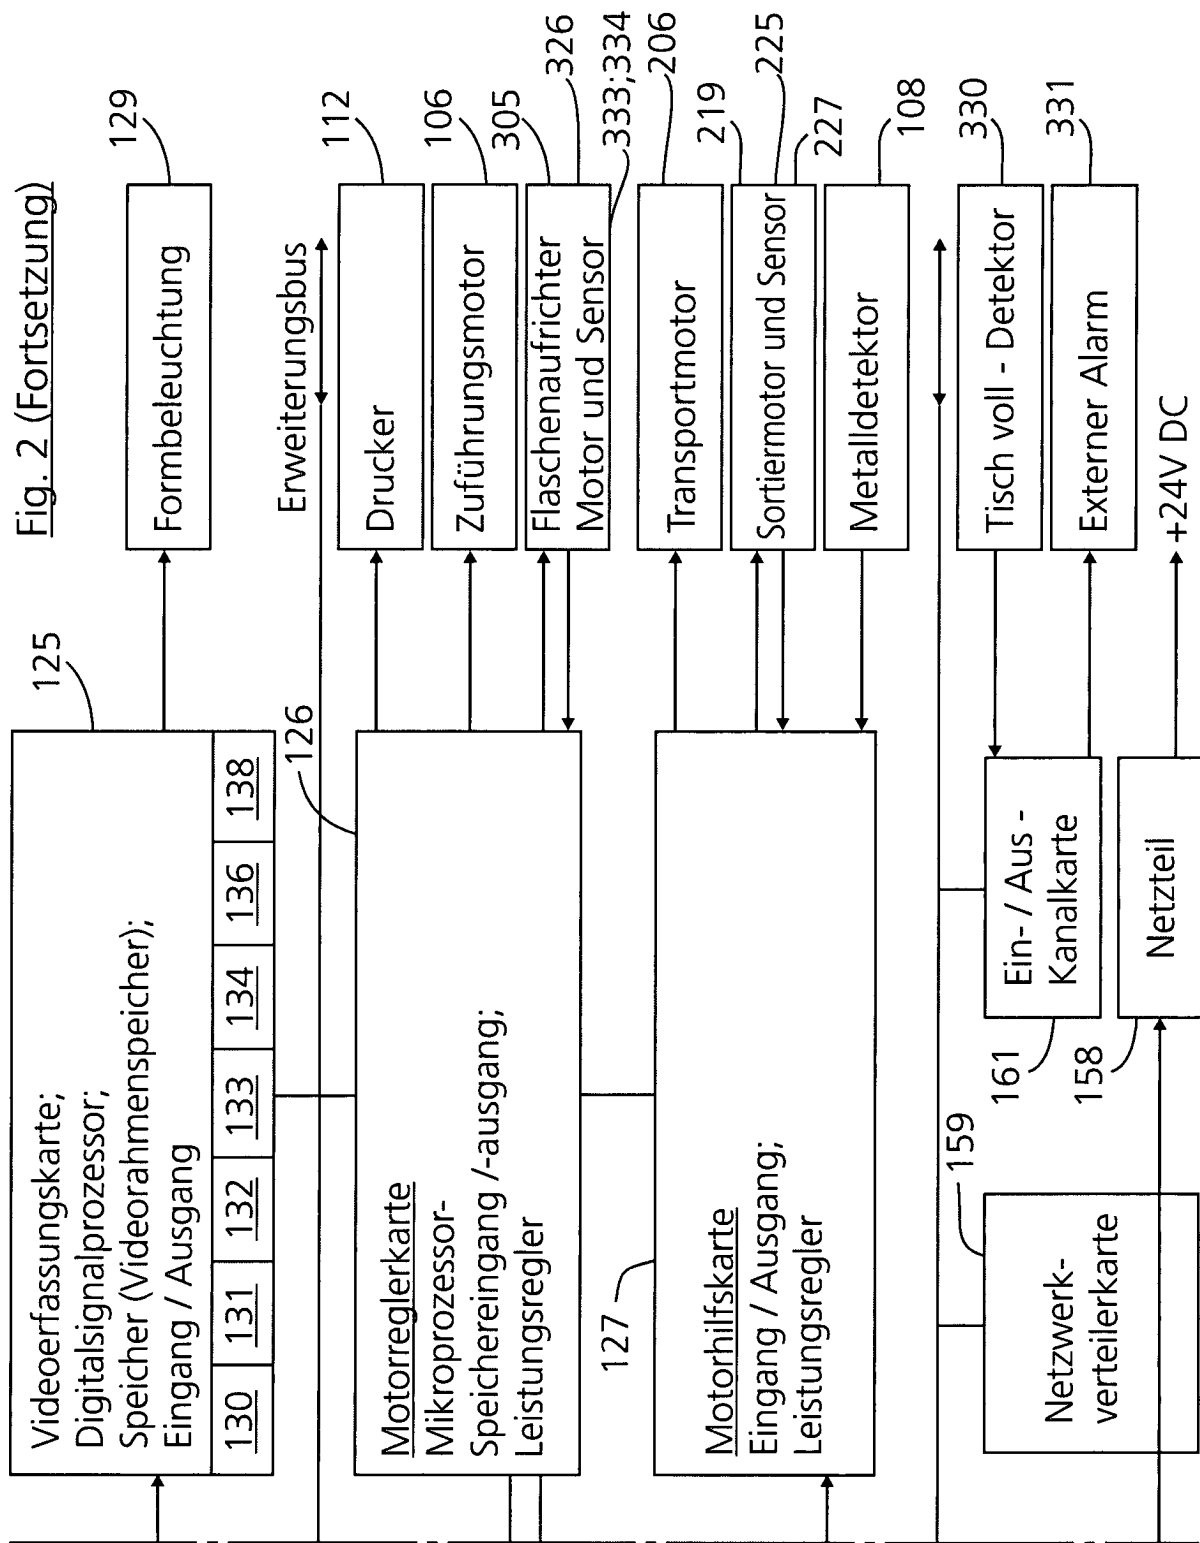 Fig. 2 (Fortsetzung)
125
129
Videoerfassungskarte;
Digitalsignalprozessor;
Speicher (Videorahmenspeicher);
Eingang / Ausgang
130
131
132
133
134
136
138
Formbeleuchtung
Erweiterungsbus
126
Motorreglerkarte
Mikroprozessor-
Speichereingang /-ausgang;
Leistungsregler
Drucker
112
Zuführungsmotor
106
Flaschenaufrichter
Motor und Sensor
305
326
333;334
127
Motorhilfskarte
Eingang / Ausgang;
Leistungsregler
Transportmotor
206
Sortiermotor und Sensor
219
225
227
Metalldetektor
108
159
Netzwerk-
verteilerkarte
161
Ein- / Aus -
Kanalkarte
Tisch voll - Detektor
330
Externer Alarm
331
158
Netzteil
+24V DC